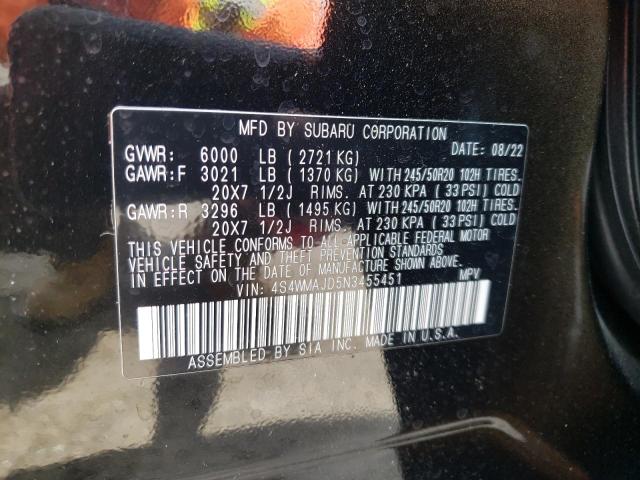 MFD BY SUBARU CORPORATION
GVWR: 6000 LB (2721 KG) DATE: 08/22
GAWR:F 3021 LB (1370 KG) WITH 245/50R20 102H TIRES.
20X7 1/2J RIMS. AT 230 KPA (33 PSI) COLD
GAWR:R 3296 LB (1495 KG) WITH 245/50R20 102H TIRES.
20X7 1/2J RIMS. AT 230 KPA (33 PSI) COLD
THIS VEHICLE CONFORMS TO ALL APPLICABLE FEDERAL MOTOR
VEHICLE SAFETY AND THEFT PREVENTION STANDARDS
IN EFFECT ON THE DATE OF MANUFACTURE SHOWN ABOVE.
VIN: 4S4WMAJD5N3455451 MPV
ASSEMBLED BY SIA INC. MADE IN U.S.A.